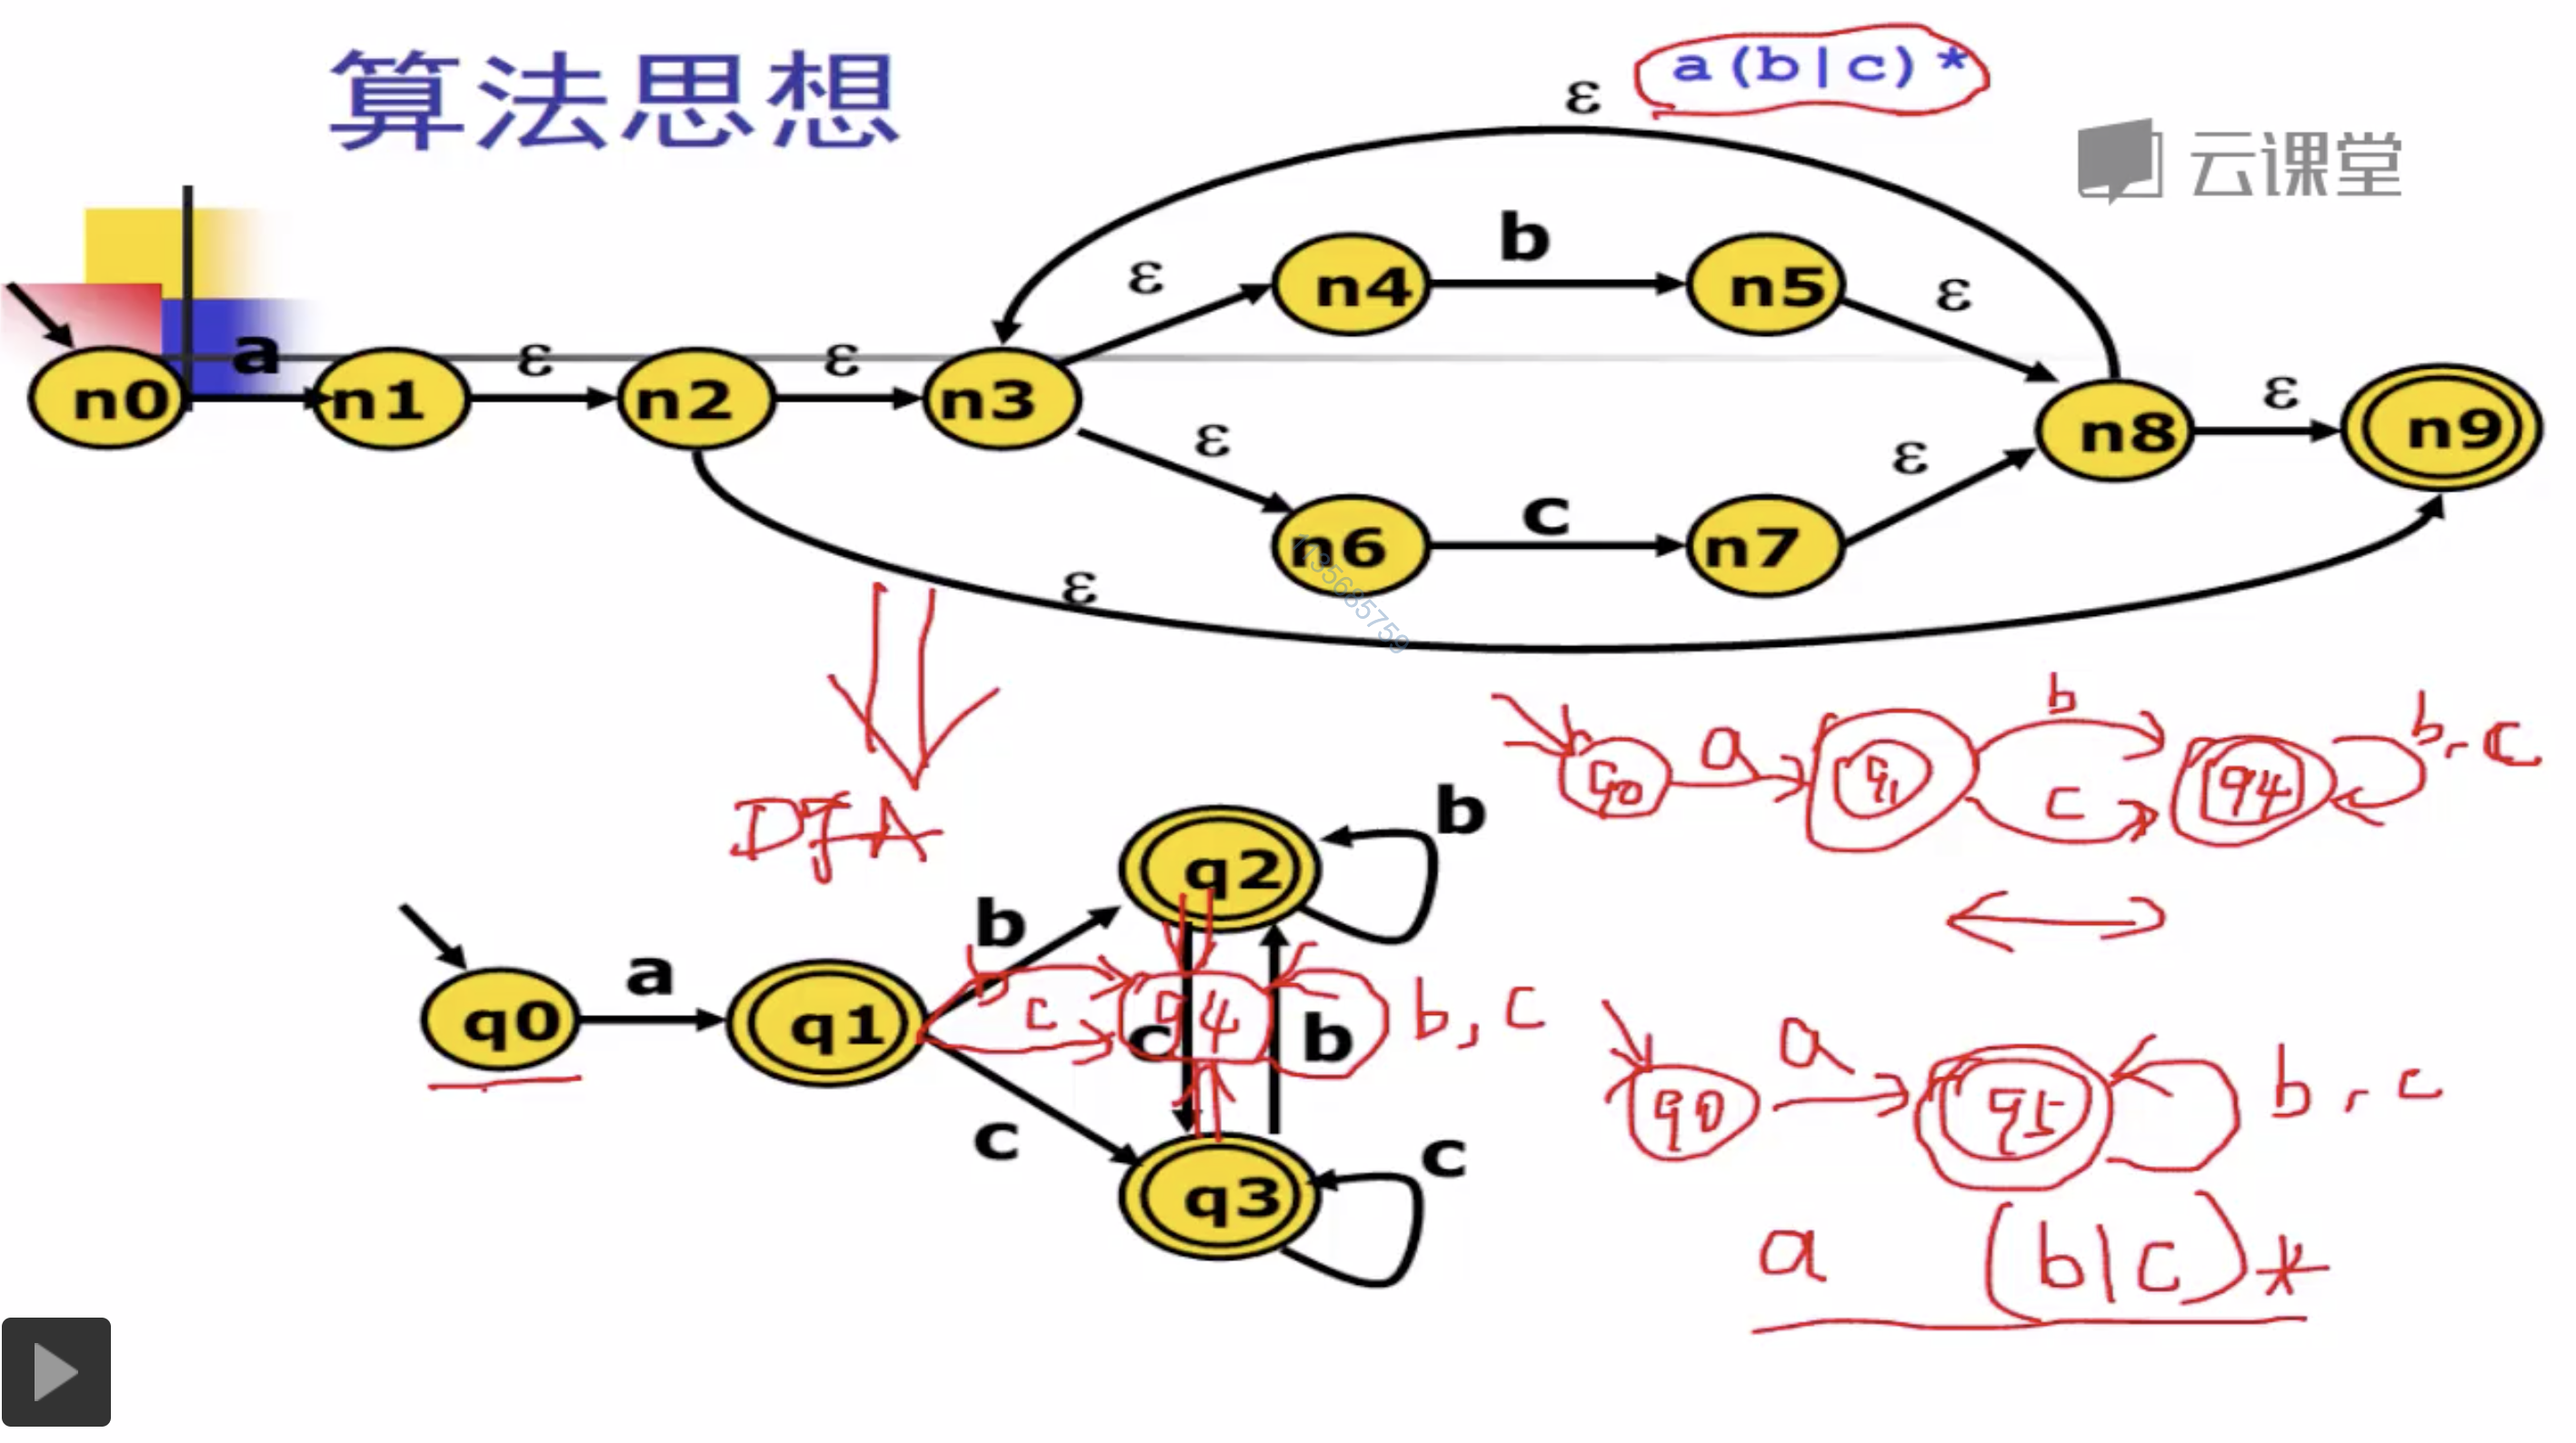 算法思想
a(b|c)*
云课堂
ε
ε b ε
n4 n5
a ε ε
n0 n1 n2 n3 n8 ε n9
ε c ε
n6 n7
ε
1135685759
b
q0 a q1 c q4 b, c
DFA
q2 b
b
a
q0 q1 c q4 b b, c
c
q3 c
q0 a q5 b, c
a (b|c)*